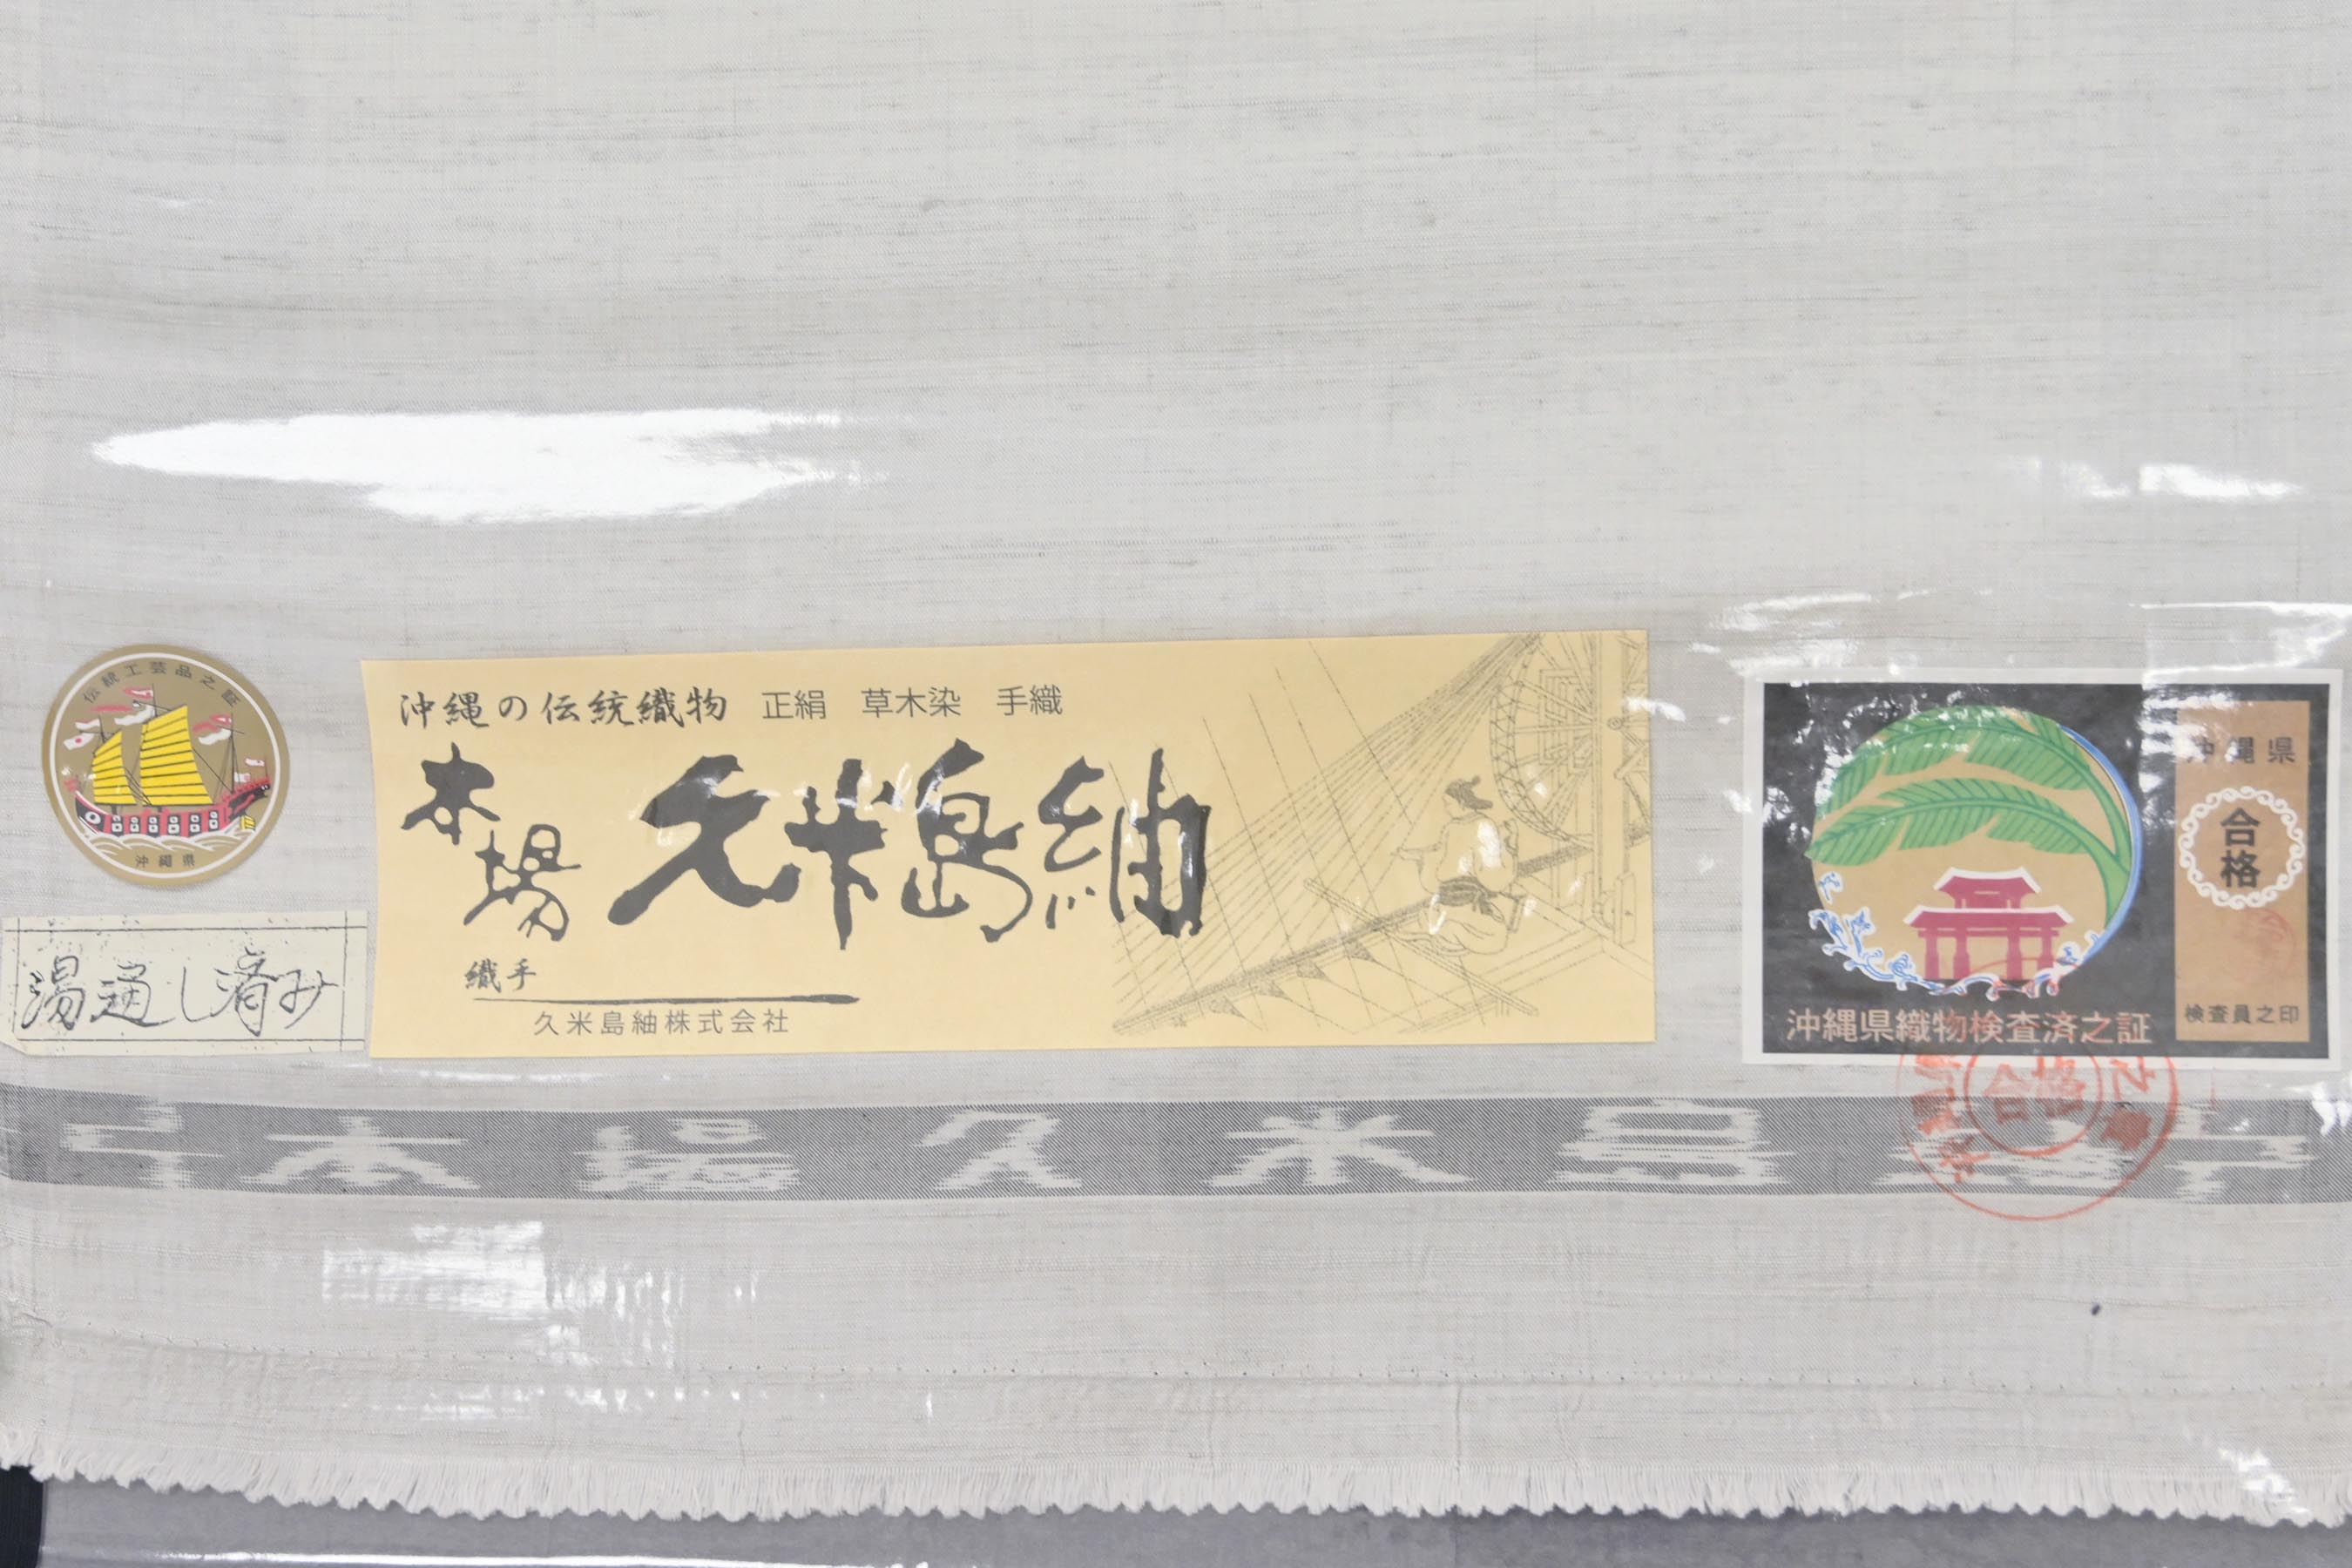 伝統工芸品之証
沖縄県
湯通し済み
沖縄の伝統織物 正絹 草木染 手織
本場 久米島紬
織手
久米島紬株式会社
沖縄県
合格
検査員之印
沖縄県織物検査済之証
合格
本場久米島